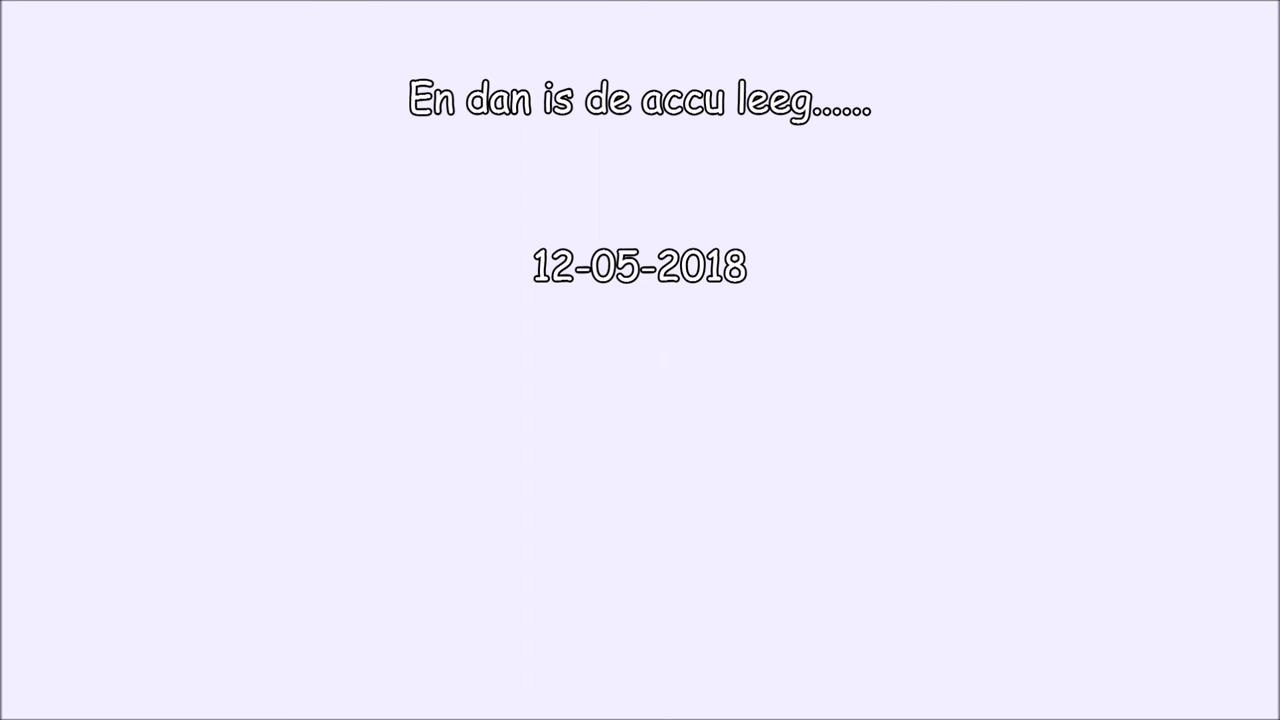 En dan is de accu leeg......
12-05-2018